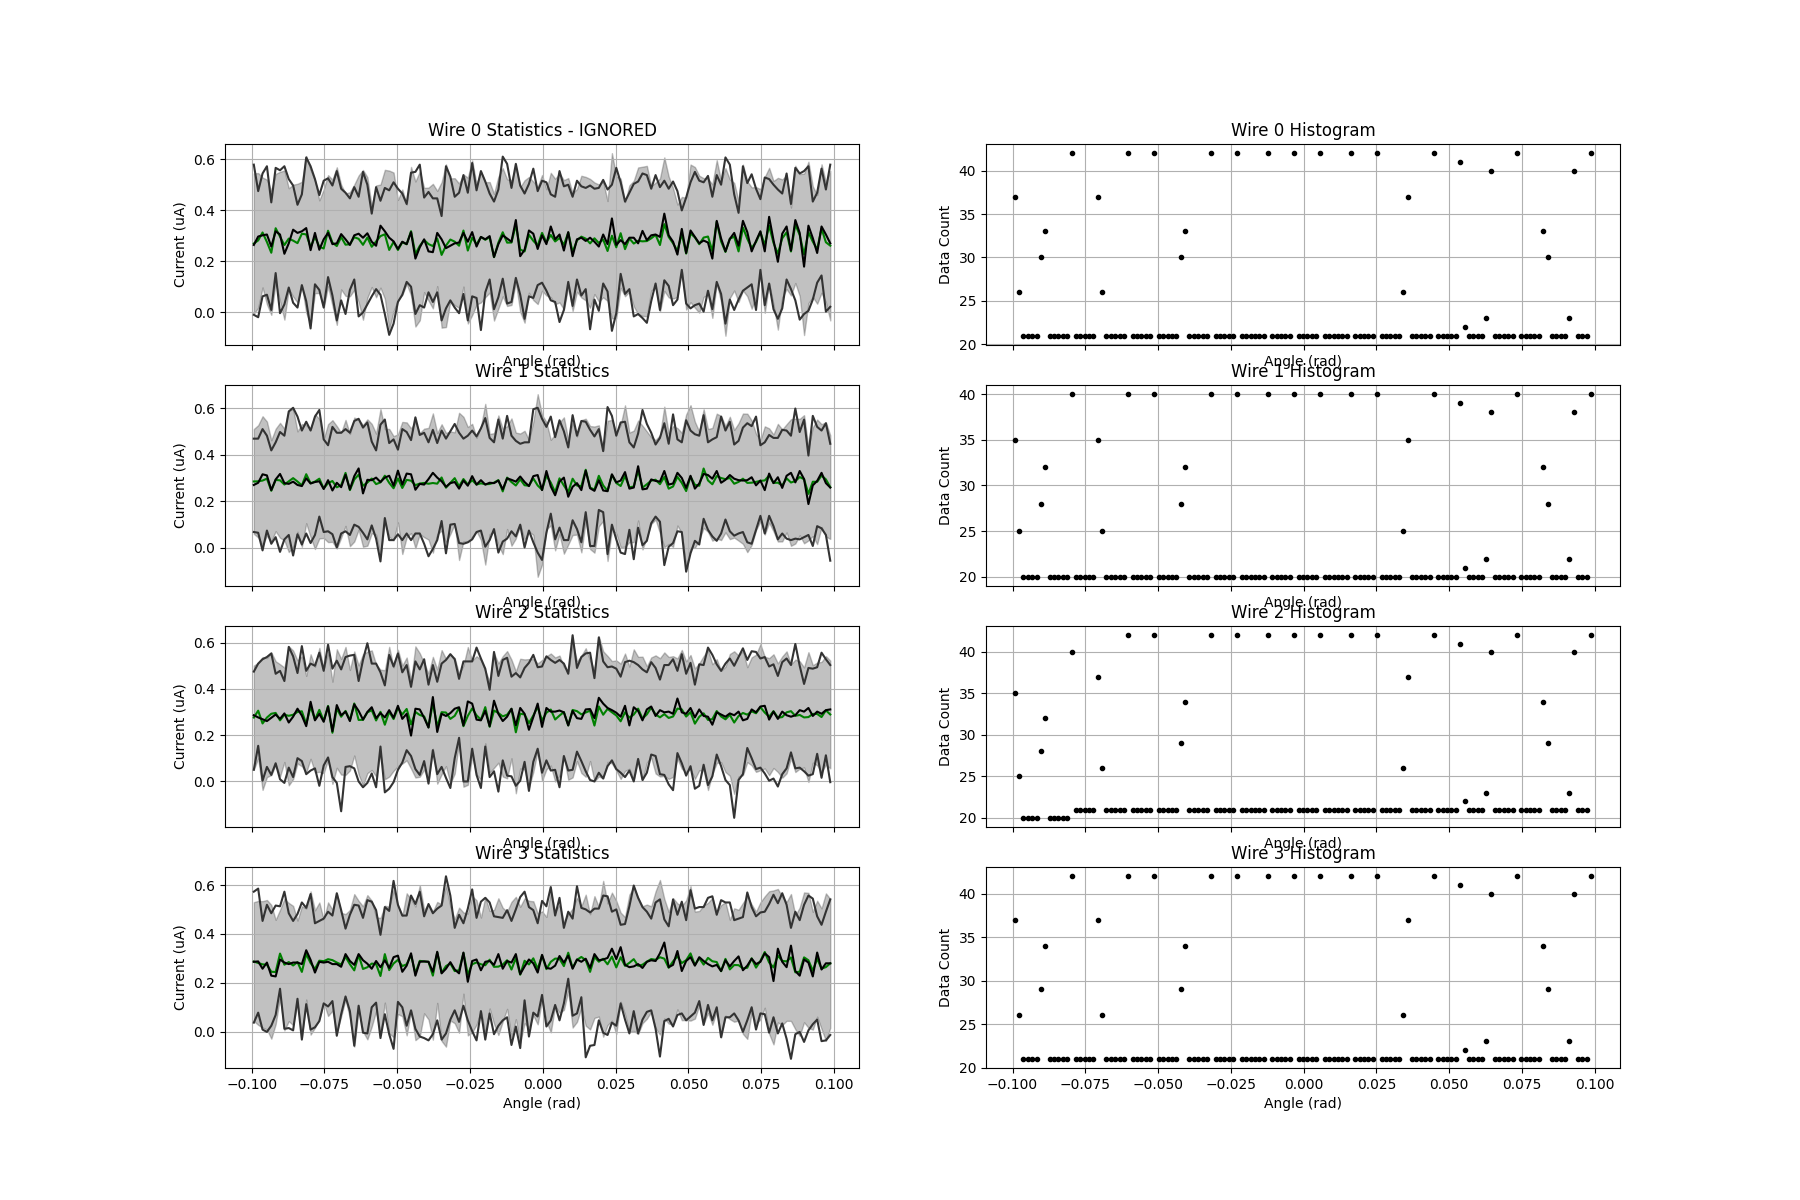 Wire 0 Statistics - IGNORED
Current (uA)
0.6
0.4
0.2
0.0
Angle (rad)
Wire 0 Histogram
Data Count
40
35
30
25
20
Angle (rad)
Wire 1 Statistics
Current (uA)
0.6
0.4
0.2
0.0
Angle (rad)
Wire 1 Histogram
Data Count
40
35
30
25
20
Angle (rad)
Wire 2 Statistics
Current (uA)
0.6
0.4
0.2
0.0
Angle (rad)
Wire 2 Histogram
Data Count
40
35
30
25
20
Angle (rad)
Wire 3 Statistics
Current (uA)
0.6
0.4
0.2
0.0
−0.100 −0.075 −0.050 −0.025 0.000 0.025 0.050 0.075 0.100
Angle (rad)
Wire 3 Histogram
Data Count
40
35
30
25
20
−0.100 −0.075 −0.050 −0.025 0.000 0.025 0.050 0.075 0.100
Angle (rad)